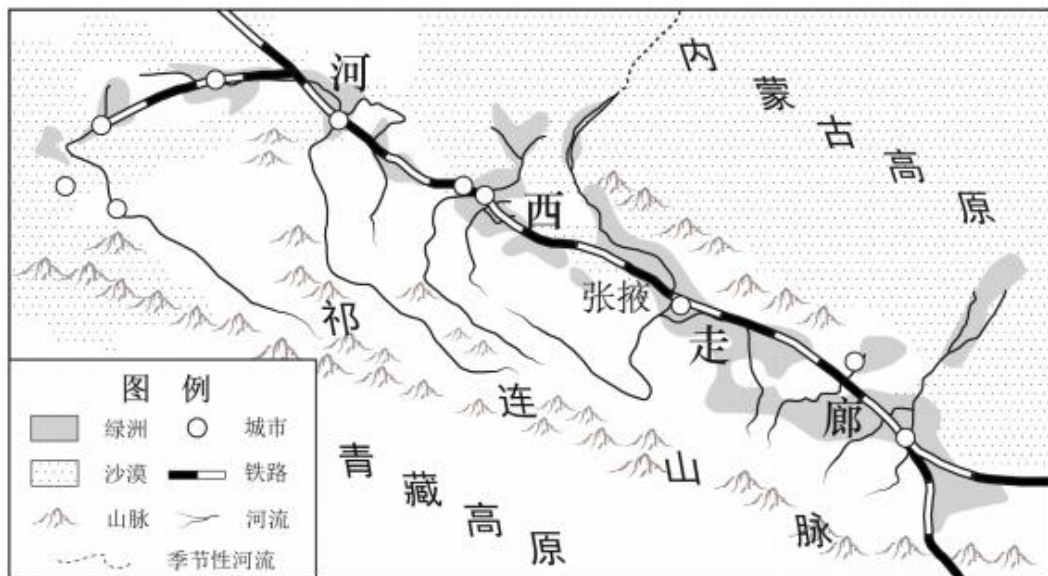 内蒙古高原
河西走廊
张掖
祁连山脉
青藏高原
图 例
绿洲 城市
沙漠 铁路
山脉 河流
季节性河流